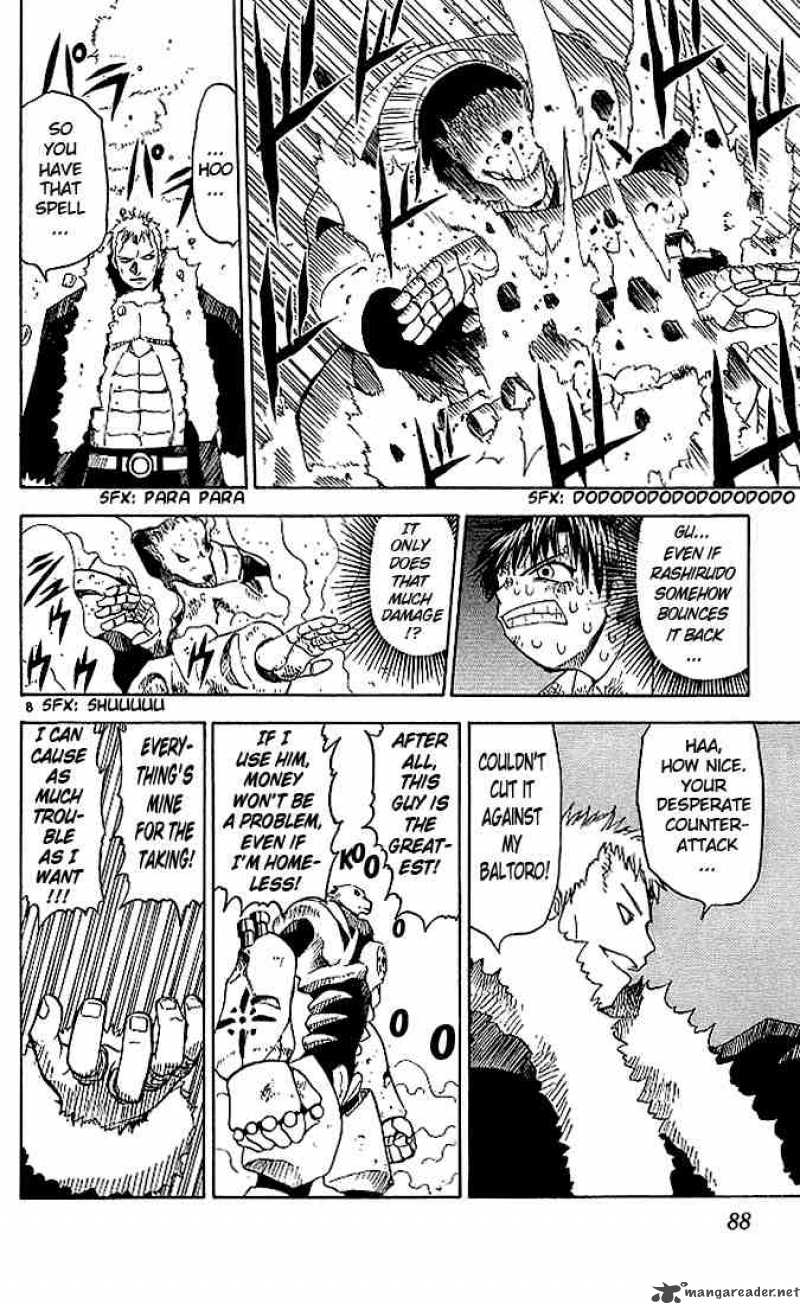 GU...
EVEN IF
RASHIRUDO
SOMEHOW
BOUNCES
IT BACK
...
...
HOO
...
SO
YOU
HAVE
THAT
SPELL
...
SFX: DODODODODODODODODO
SFX: PARA PARA
IT
ONLY
DOES
THAT
MUCH
DAMAGE
!?
8 SFX: SHUUUUU
HAA,
HOW NICE.
YOUR
DESPERATE
COUNTER-
ATTACK
...
COULDN'T
CUT IT
AGAINST
MY
BALTORO!
AFTER
ALL,
THIS
GUY IS
THE
GREAT-
EST!
IF I
USE HIM,
MONEY
WON'T BE
A PROBLEM,
EVEN IF
I'M HOME-
LESS!
KOO
O
O
O
EVERY-
THING'S
MINE
FOR THE
TAKING!
I CAN
CAUSE
AS
MUCH
TROU-
BLE
AS I
WANT
!!!
88
mangareader.net